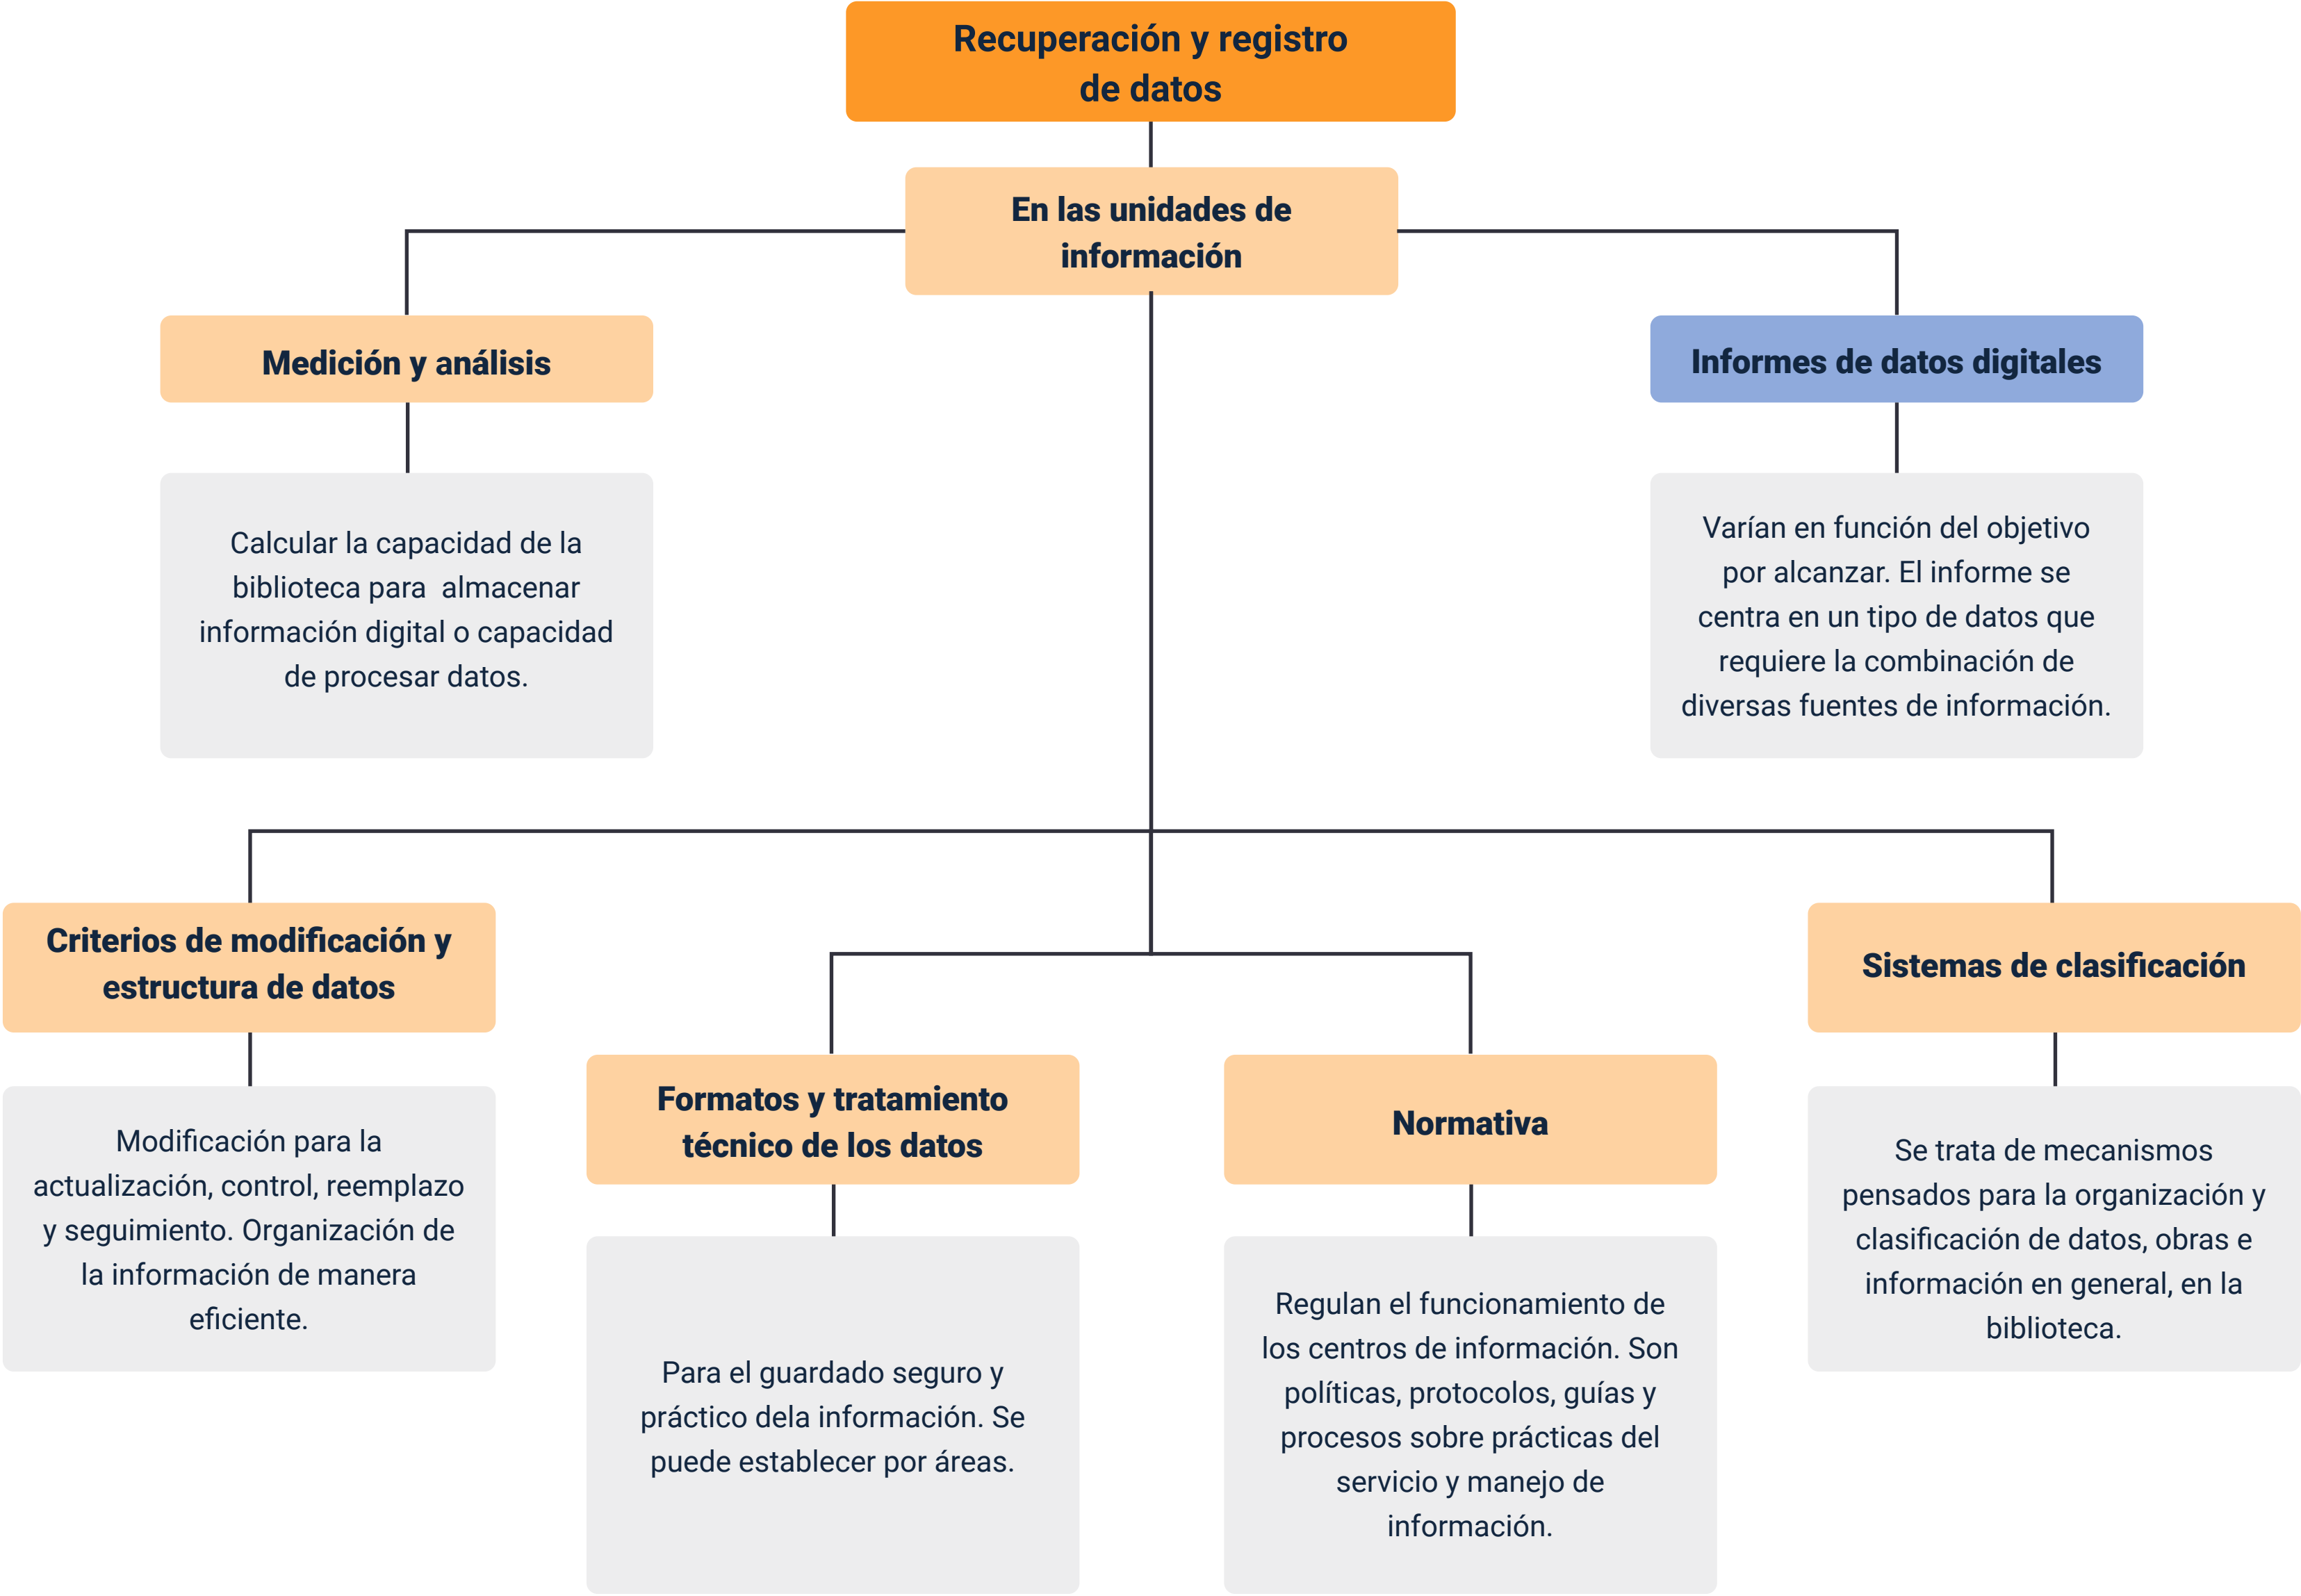 Recuperación y registro
de datos
En las unidades de
información
Medición y análisis
Calcular la capacidad de la
biblioteca para  almacenar
información digital o capacidad
de procesar datos.
Informes de datos digitales
Varían en función del objetivo
por alcanzar. El informe se
centra en un tipo de datos que
requiere la combinación de
diversas fuentes de información.
Criterios de modificación y
estructura de datos
Modificación para la
actualización, control, reemplazo
y seguimiento. Organización de
la información de manera
eficiente.
Formatos y tratamiento
técnico de los datos
Para el guardado seguro y
práctico dela información. Se
puede establecer por áreas.
Normativa
Regulan el funcionamiento de
los centros de información. Son
políticas, protocolos, guías y
procesos sobre prácticas del
servicio y manejo de
información.
Sistemas de clasificación
Se trata de mecanismos
pensados para la organización y
clasificación de datos, obras e
información en general, en la
biblioteca.